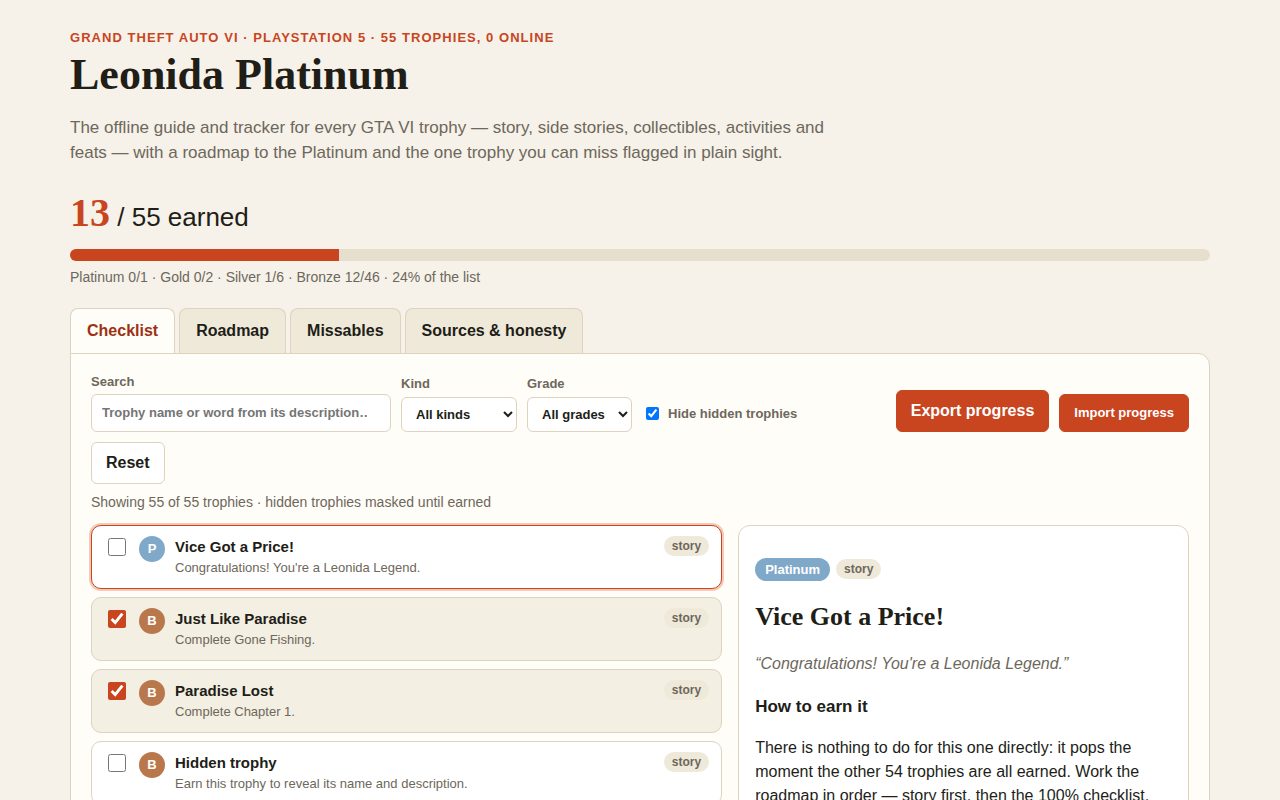 GRAND THEFT AUTO VI · PLAYSTATION 5 · 55 TROPHIES, 0 ONLINE
Leonida Platinum
The offline guide and tracker for every GTA VI trophy — story, side stories, collectibles, activities and
feats — with a roadmap to the Platinum and the one trophy you can miss flagged in plain sight.
13 / 55 earned
Platinum 0/1 · Gold 0/2 · Silver 1/6 · Bronze 12/46 · 24% of the list
Checklist Roadmap Missables Sources & honesty
Search Kind Grade
Trophy name or word from its description.. All kinds All grades Hide hidden trophies Export progress Import progress
Reset
Showing 55 of 55 trophies · hidden trophies masked until earned
P Vice Got a Price! story
Congratulations! You're a Leonida Legend.
B Just Like Paradise story
Complete Gone Fishing.
B Paradise Lost story
Complete Chapter 1.
B Hidden trophy story
Earn this trophy to reveal its name and description.
Platinum story
Vice Got a Price!
“Congratulations! You're a Leonida Legend.”
How to earn it
There is nothing to do for this one directly: it pops the
moment the other 54 trophies are all earned. Work the
roadmap in order — story first, then the 100% checklist,